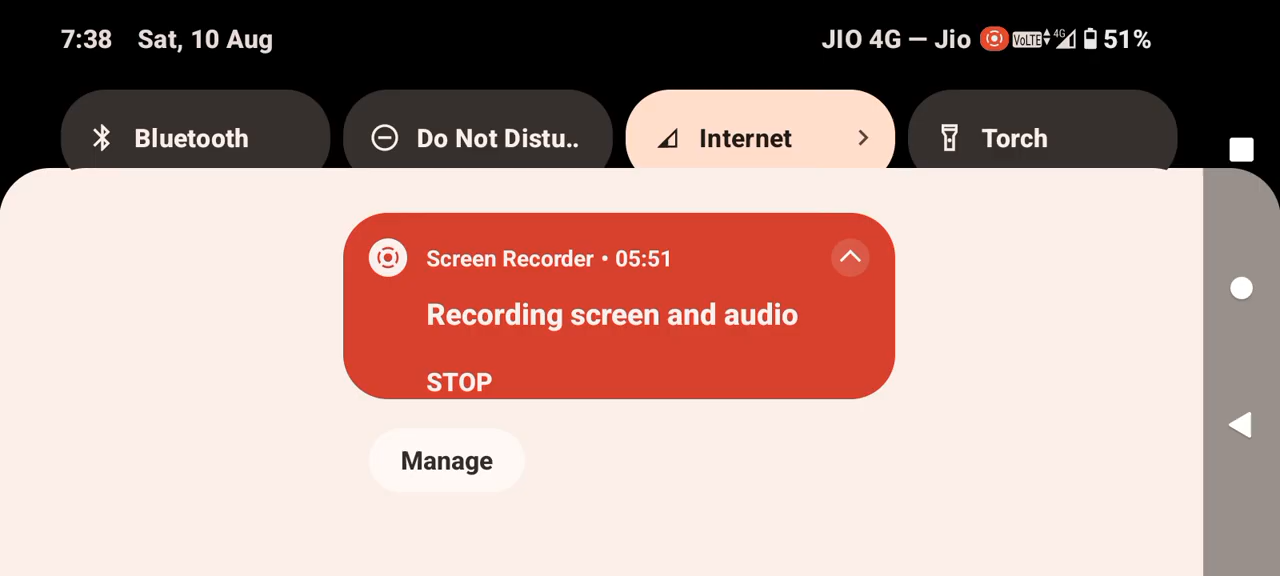 7:38 Sat, 10 Aug JIO 4G — Jio VoLTE 4G 51%
Bluetooth Do Not Distu.. Internet Torch
Screen Recorder • 05:51
Recording screen and audio
STOP
Manage